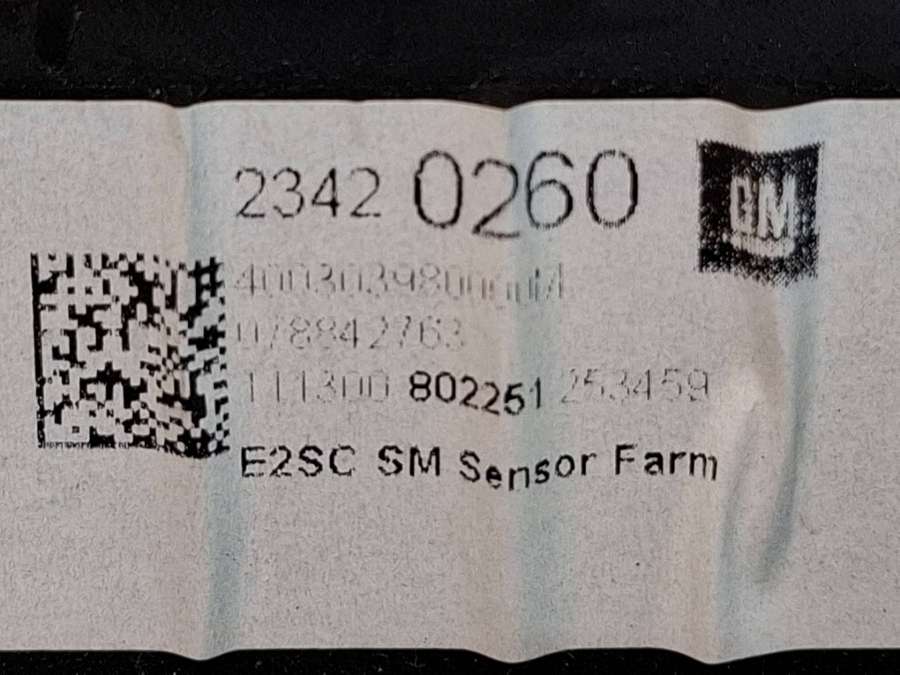 2342 0260
GM
078842763
111300 802251 253459
E2SC SM Sensor Farm